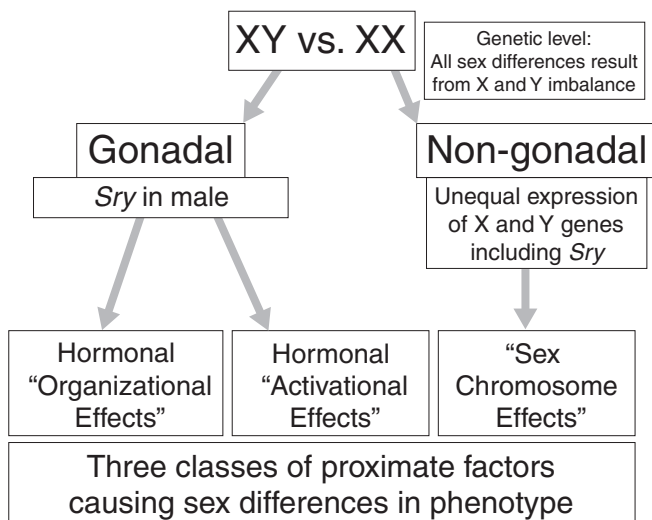 XY vs. XX
Genetic level:
All sex differences result
from X and Y imbalance
Gonadal
Sry in male
Non-gonadal
Unequal expression
of X and Y genes
including Sry
Hormonal
“Organizational
Effects”
Hormonal
“Activational
Effects”
“Sex
Chromosome
Effects”
Three classes of proximate factors
causing sex differences in phenotype